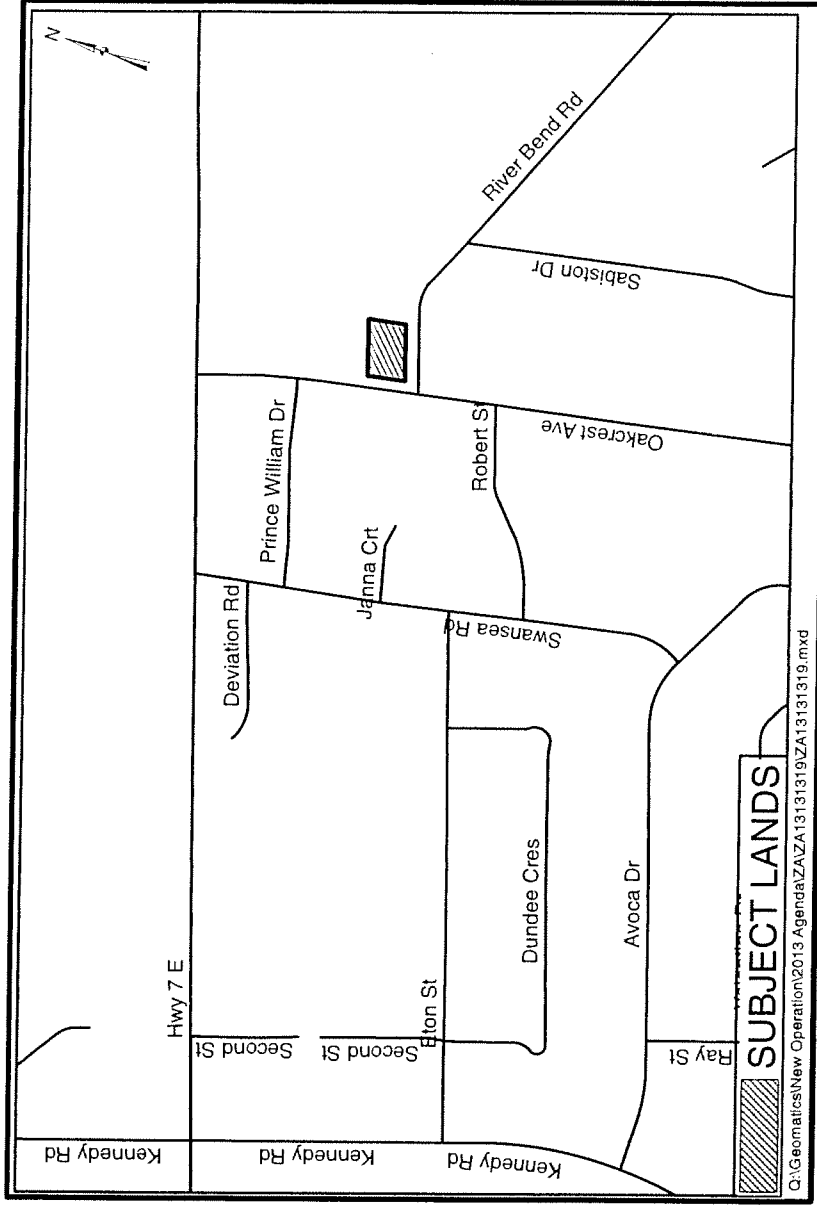 N
Hwy 7 E
Kennedy Rd
Kennedy Rd
Kennedy Rd
Second St
Second St
Deviation Rd
Prince William Dr
Janna Crt
Eton St
Swansea Rd
Robert St
Oakcrest Ave
River Bend Rd
Sabiston Dr
Dundee Cres
Avoca Dr
Ray St
SUBJECT LANDS
Q:\Geomatics\New Operation\2013 Agenda\ZA\ZA13131319\ZA13131319.mxd